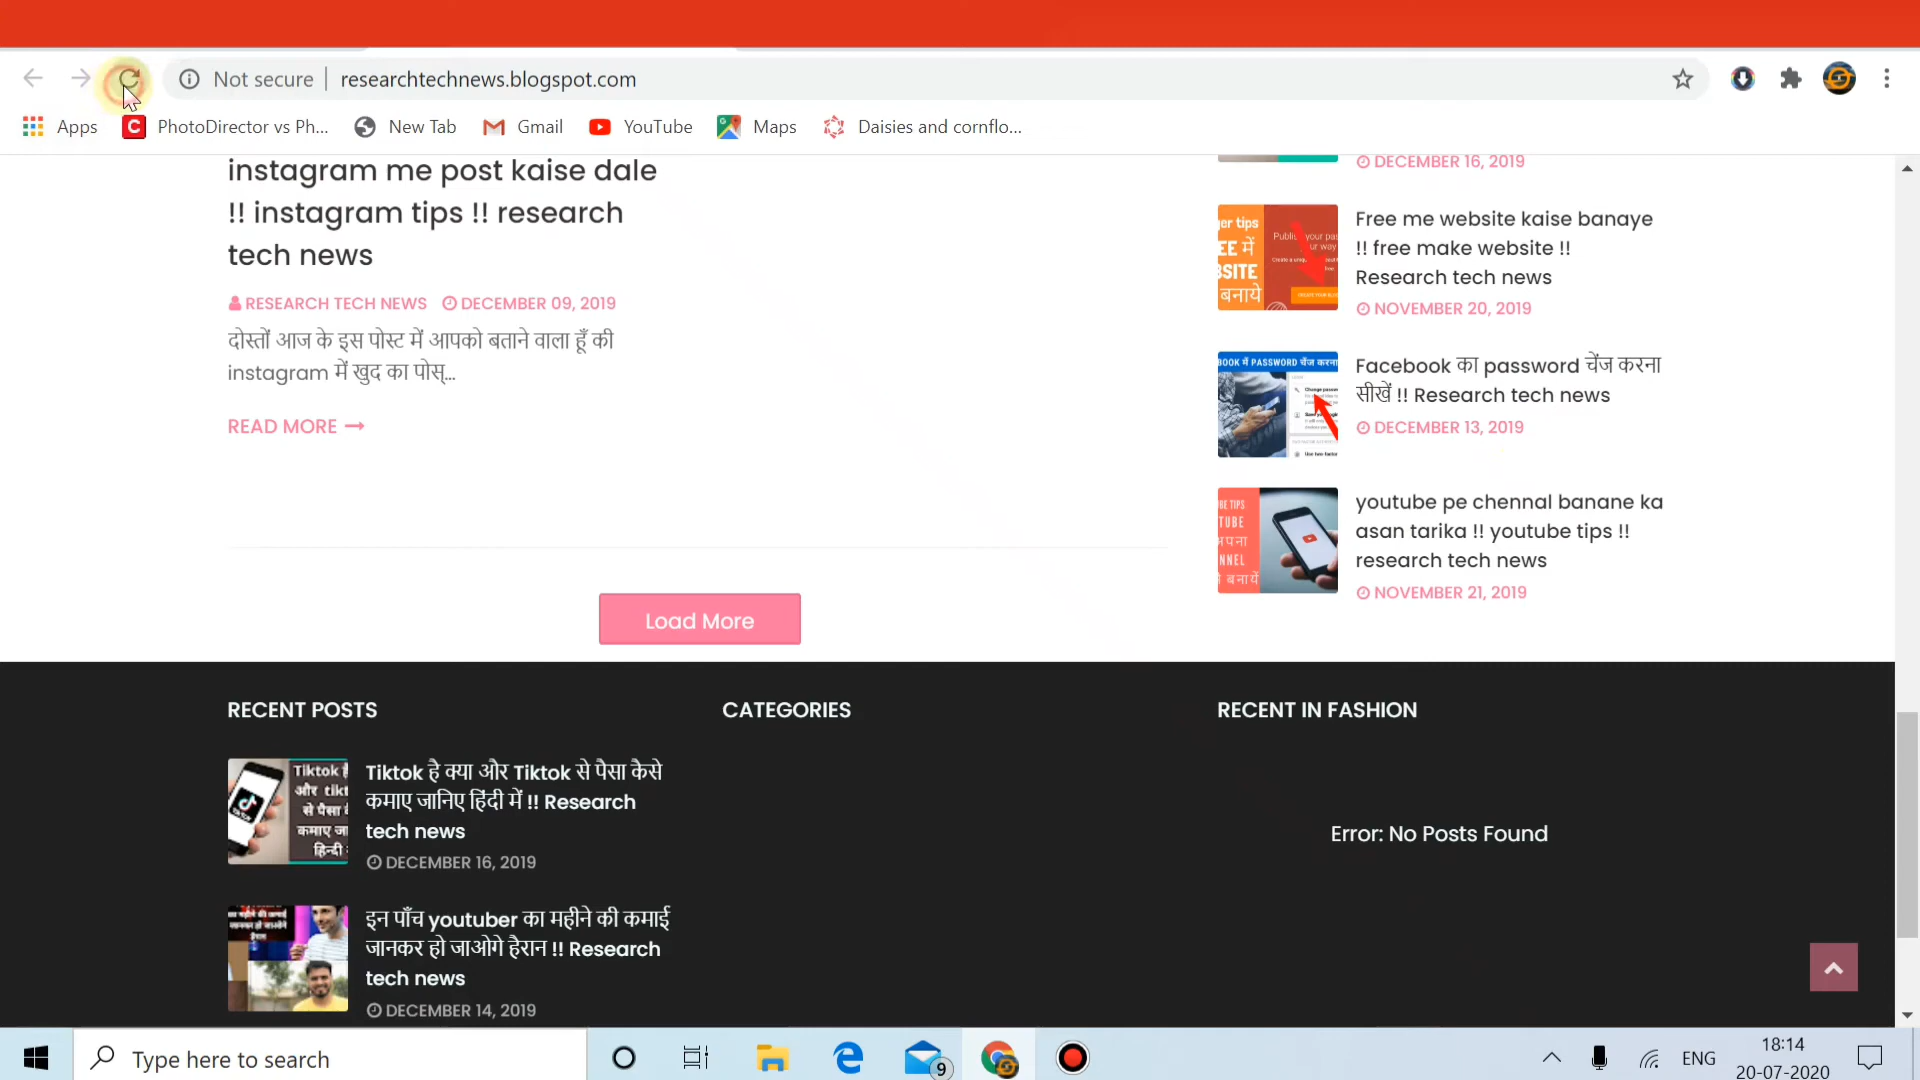 Not secure | researchtechnews.blogspot.com
Apps PhotoDirector vs Ph... New Tab Gmail YouTube Maps Daisies and cornflo...
instagram me post kaise dale
!! instagram tips !! research
tech news
RESEARCH TECH NEWS DECEMBER 09, 2019
दोस्तों आज के इस पोस्ट में आपको बताने वाला हूँ की
instagram में खुद का पोस्...
READ MORE
Load More
DECEMBER 16, 2019
Free me website kaise banaye
!! free make website !!
Research tech news
NOVEMBER 20, 2019
Facebook का password चेंज करना
सीखें !! Research tech news
DECEMBER 13, 2019
youtube pe chennal banane ka
asan tarika !! youtube tips !!
research tech news
NOVEMBER 21, 2019
RECENT POSTS
Tiktok है क्या और Tiktok से पैसा कैसे
कमाए जानिए हिंदी में !! Research
tech news
DECEMBER 16, 2019
इन पाँच youtuber का महीने की कमाई
जानकर हो जाओगे हैरान !! Research
tech news
DECEMBER 14, 2019
CATEGORIES
RECENT IN FASHION
Error: No Posts Found
Type here to search
9
ENG
18:14
20-07-2020